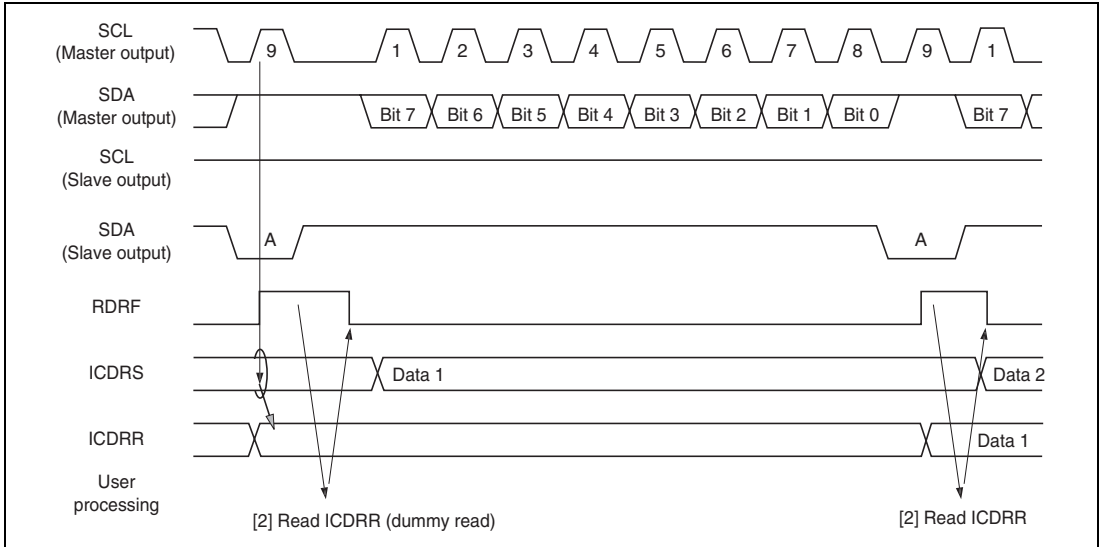 SCL
(Master output)
9 1 2 3 4 5 6 7 8 9 1
SDA
(Master output)
Bit 7 Bit 6 Bit 5 Bit 4 Bit 3 Bit 2 Bit 1 Bit 0 Bit 7
SCL
(Slave output)
SDA
(Slave output)
A A
RDRF
ICDRS
Data 1 Data 2
ICDRR
Data 1
User
processing
[2] Read ICDRR (dummy read) [2] Read ICDRR